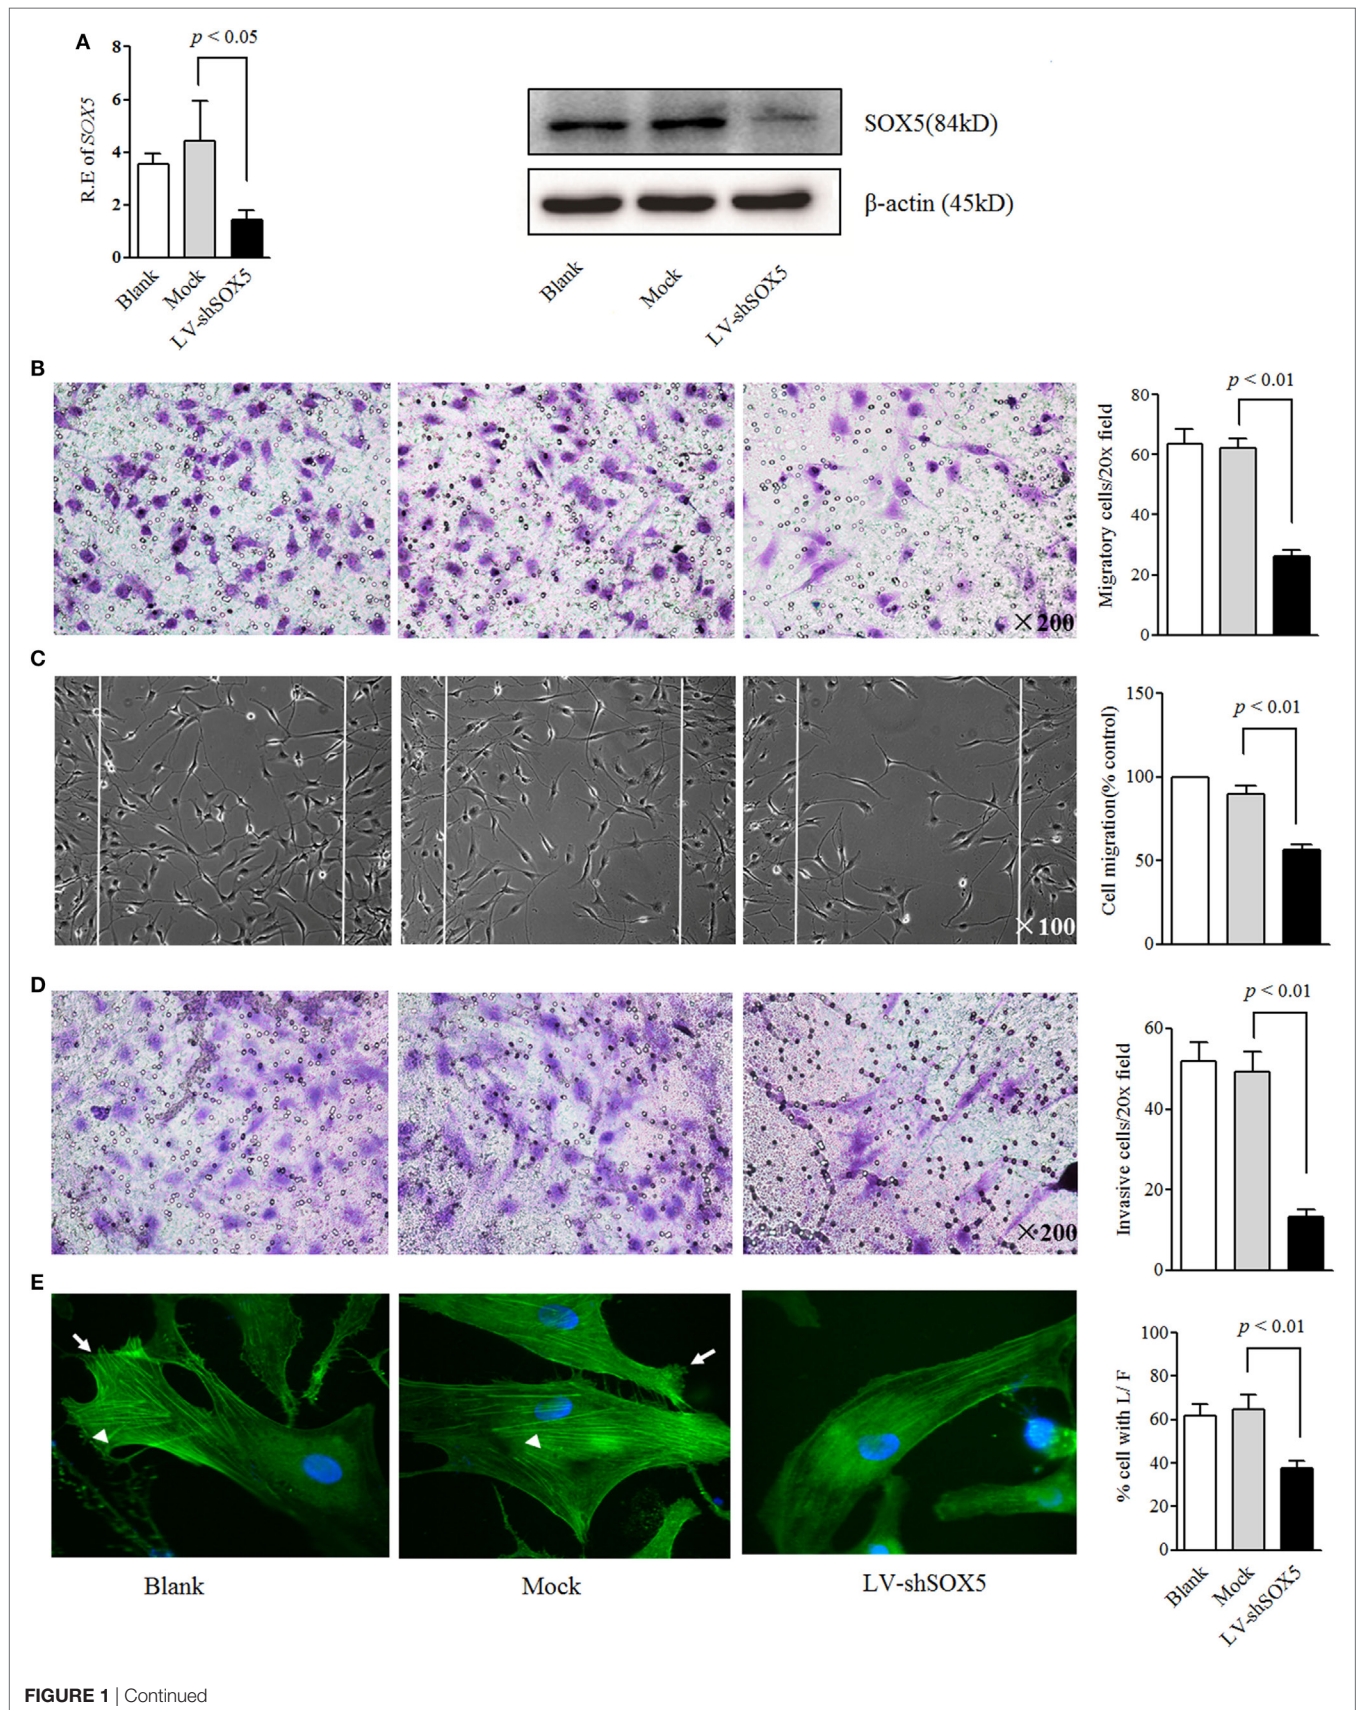 A
p < 0.05
8
6
4
2
0
R.E of SOX5
Blank
Mock
LV-shSOX5
SOX5(84kD)
β-actin (45kD)
Blank
Mock
LV-shSOX5
B
×200
p < 0.01
80
60
40
20
0
Migratory cells/20x field
C
×100
p < 0.01
150
100
50
0
Cell migration(% control)
D
×200
p < 0.01
60
40
20
0
Invasive cells/20x field
E
Blank
Mock
LV-shSOX5
p < 0.01
100
80
60
40
20
0
% cell with L/ F
Blank
Mock
LV-shSOX5
FIGURE 1 | Continued